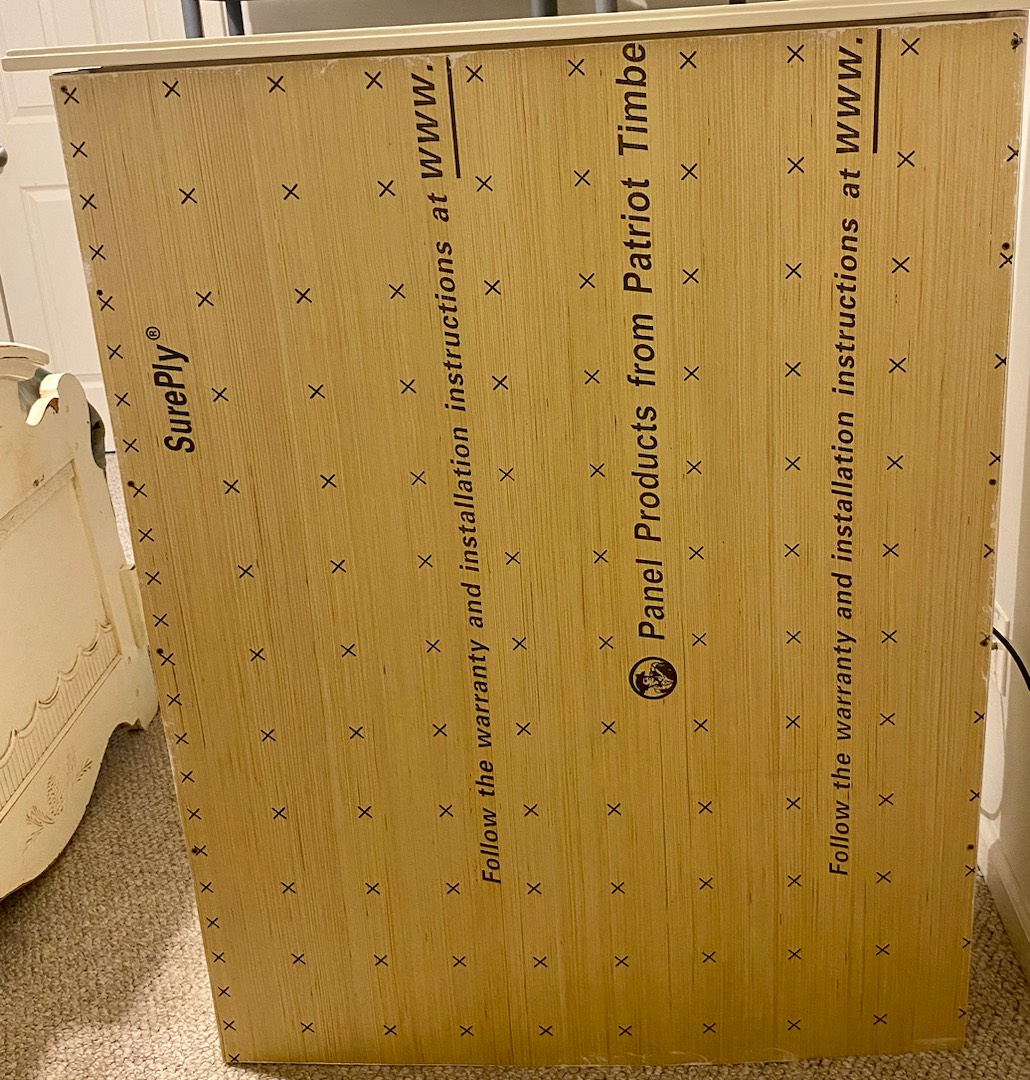 SurePly®
Follow the warranty and installation instructions at www.
Panel Products from Patriot Timbe
Follow the warranty and installation instructions at www.